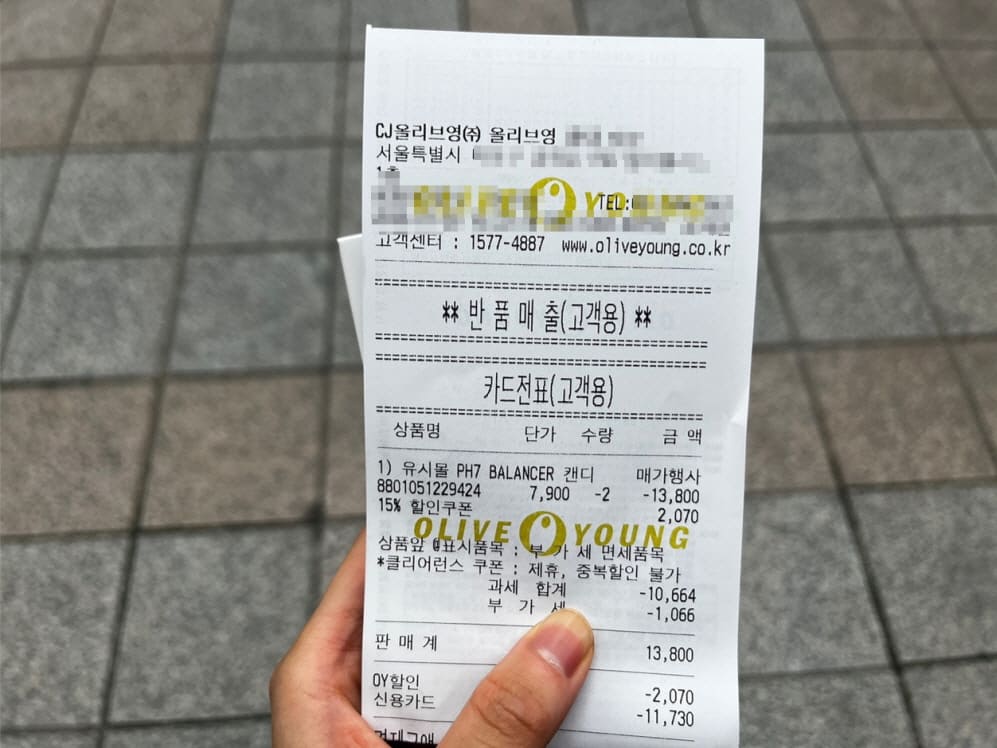 CJ올리브영㈜ 올리브영
서울특별시
OLIVE YOUNG
TEL:
고객센터 : 1577-4887 www.oliveyoung.co.kr
** 반 품 매 출(고객용) **
카드전표(고객용)
상품명 단가 수량 금 액
1) 유시몰 PH7 BALANCER 캔디 매가행사
8801051229424 7,900 -2 -13,800
15% 할인쿠폰 2,070
OLIVE YOUNG
상품앞 @표시품목 : 부 가 세 면세품목
*클리어런스 쿠폰 : 제휴, 중복할인 불가
과세 합계 -10,664
부 가 세 -1,066
판 매 계 13,800
OY할인 -2,070
신용카드 -11,730